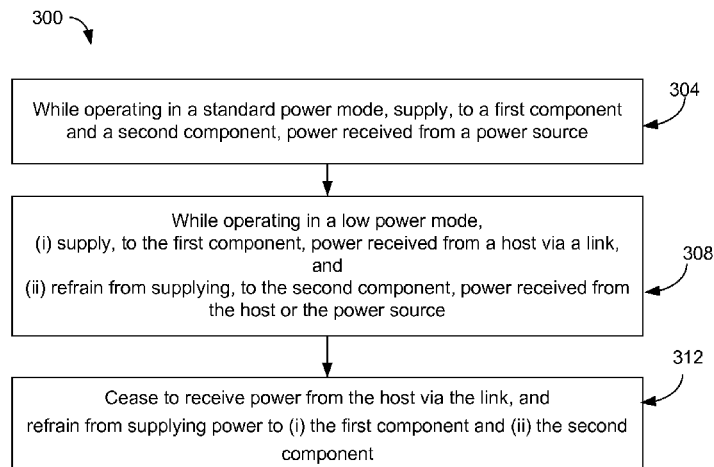 300
While operating in a standard power mode, supply, to a first component
and a second component, power received from a power source
304
While operating in a low power mode,
(i) supply, to the first component, power received from a host via a link,
and
(ii) refrain from supplying, to the second component, power received from
the host or the power source
308
Cease to receive power from the host via the link, and
refrain from supplying power to (i) the first component and (ii) the second
component
312